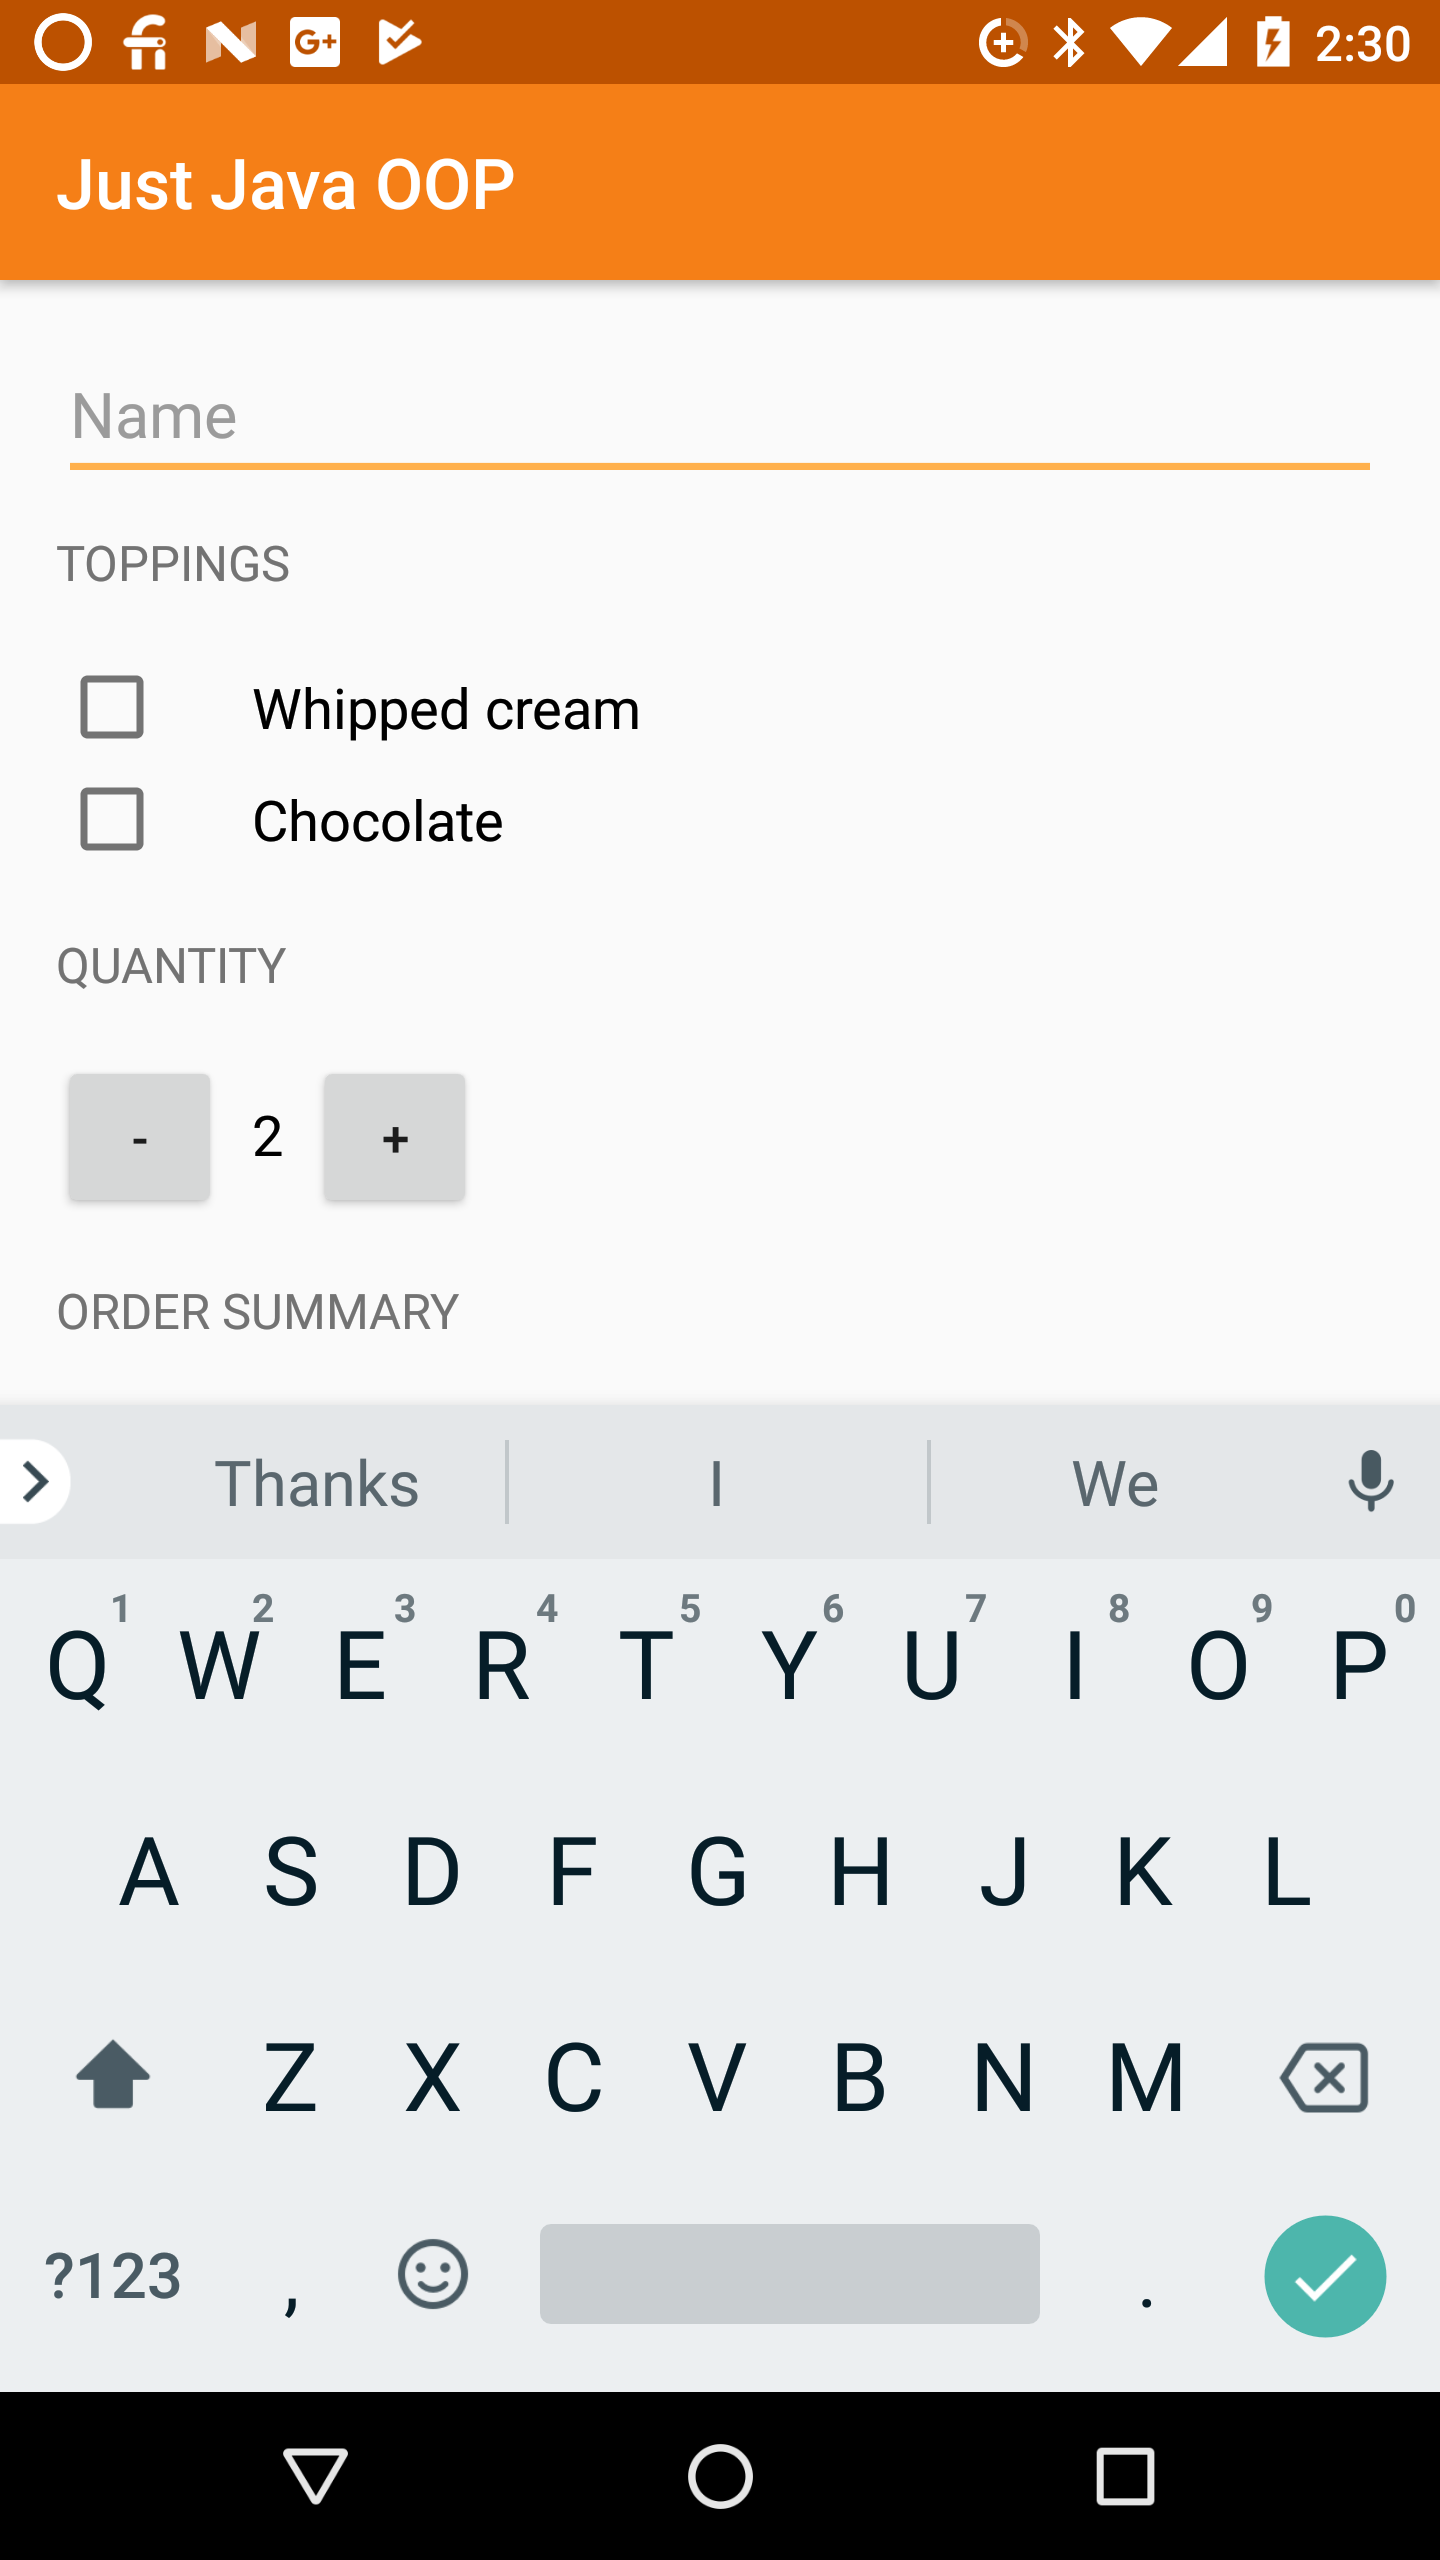 2:30
Just Java OOP
Name
TOPPINGS
Whipped cream
Chocolate
QUANTITY
- 2 +
ORDER SUMMARY
Thanks I We
1 2 3 4 5 6 7 8 9 0
Q W E R T Y U I O P
A S D F G H J K L
Z X C V B N M
?123 , .